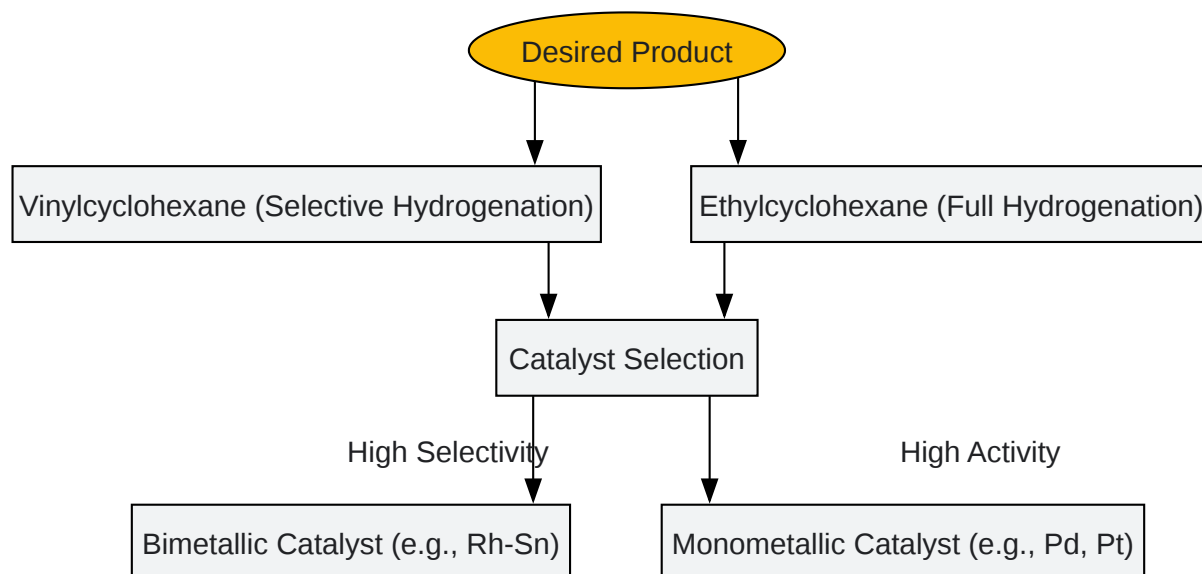 Desired Product
Vinylcyclohexane (Selective Hydrogenation)
Ethylcyclohexane (Full Hydrogenation)
Catalyst Selection
High Selectivity
High Activity
Bimetallic Catalyst (e.g., Rh-Sn)
Monometallic Catalyst (e.g., Pd, Pt)